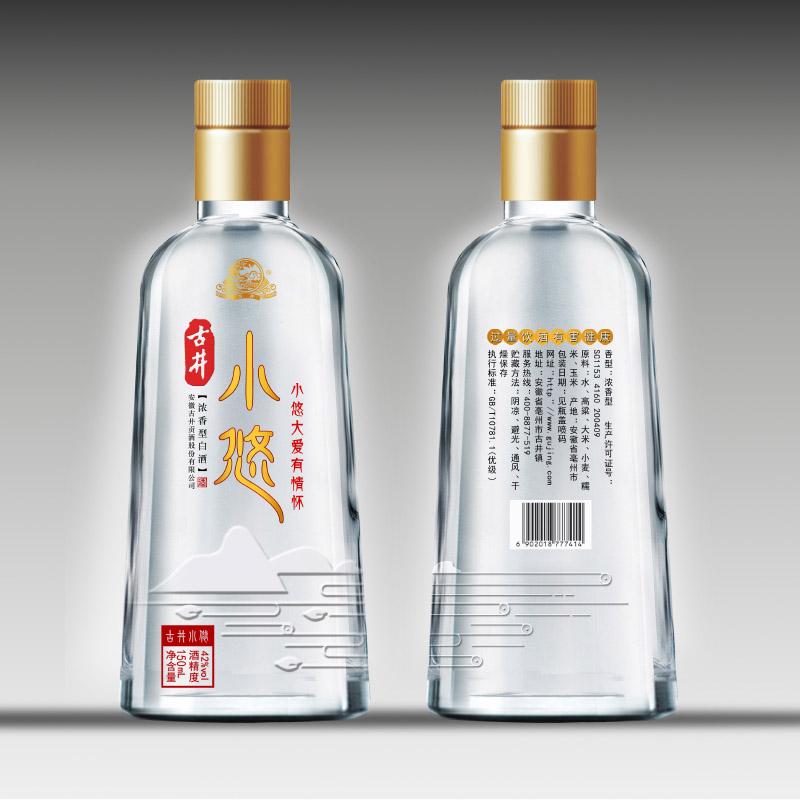 古井
小悠
小悠大爱有情怀
【浓香型白酒】
安徽古井贡酒股份有限公司
古井小悠
42%vol
酒精度
150mL
净含量
过量饮酒有害健康
香型：浓香型 生产许可证号：
SC1153 4160 200409
原料：水、高粱、大米、小麦、糯
米、玉米 产地：安徽省亳州市
包装日期：见瓶盖喷码
网址："http"://www.gujing.com
地址：安徽省亳州市古井镇
服务热线：400-8877-519
贮藏方法：阴凉，避光，通风、干
燥保存
执行标准：GB/T10781.1(优级)
6 902018 777414